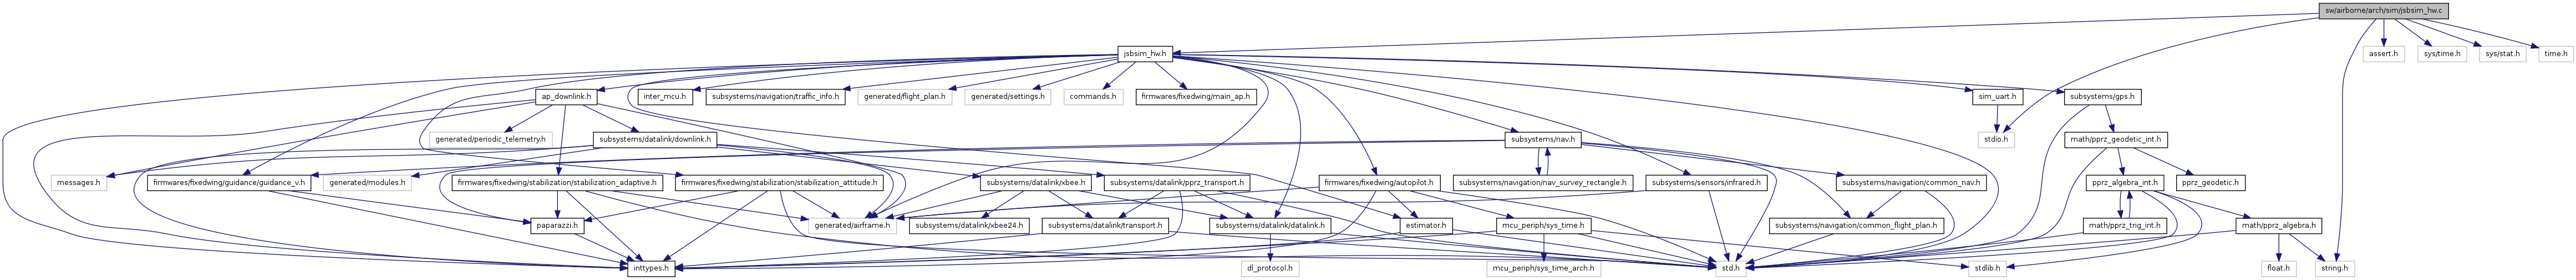 sw/airborne/arch/sim/jsbsim_hw.c
jsbsim_hw.h
assert.h
sys/time.h
sys/stat.h
time.h
ap_downlink.h
inter_mcu.h
subsystems/navigation/traffic_info.h
generated/flight_plan.h
generated/settings.h
commands.h
firmwares/fixedwing/main_ap.h
sim_uart.h
subsystems/gps.h
generated/periodic_telemetry.h
subsystems/datalink/downlink.h
subsystems/nav.h
stdio.h
math/pprz_geodetic_int.h
messages.h
firmwares/fixedwing/guidance/guidance_v.h
generated/modules.h
firmwares/fixedwing/stabilization/stabilization_adaptive.h
firmwares/fixedwing/stabilization/stabilization_attitude.h
subsystems/datalink/xbee.h
subsystems/datalink/pprz_transport.h
firmwares/fixedwing/autopilot.h
subsystems/navigation/nav_survey_rectangle.h
subsystems/sensors/infrared.h
subsystems/navigation/common_nav.h
pprz_algebra_int.h
pprz_geodetic.h
paparazzi.h
generated/airframe.h
subsystems/datalink/xbee24.h
subsystems/datalink/transport.h
subsystems/datalink/datalink.h
estimator.h
mcu_periph/sys_time.h
subsystems/navigation/common_flight_plan.h
math/pprz_trig_int.h
math/pprz_algebra.h
inttypes.h
dl_protocol.h
mcu_periph/sys_time_arch.h
std.h
stdlib.h
float.h
string.h